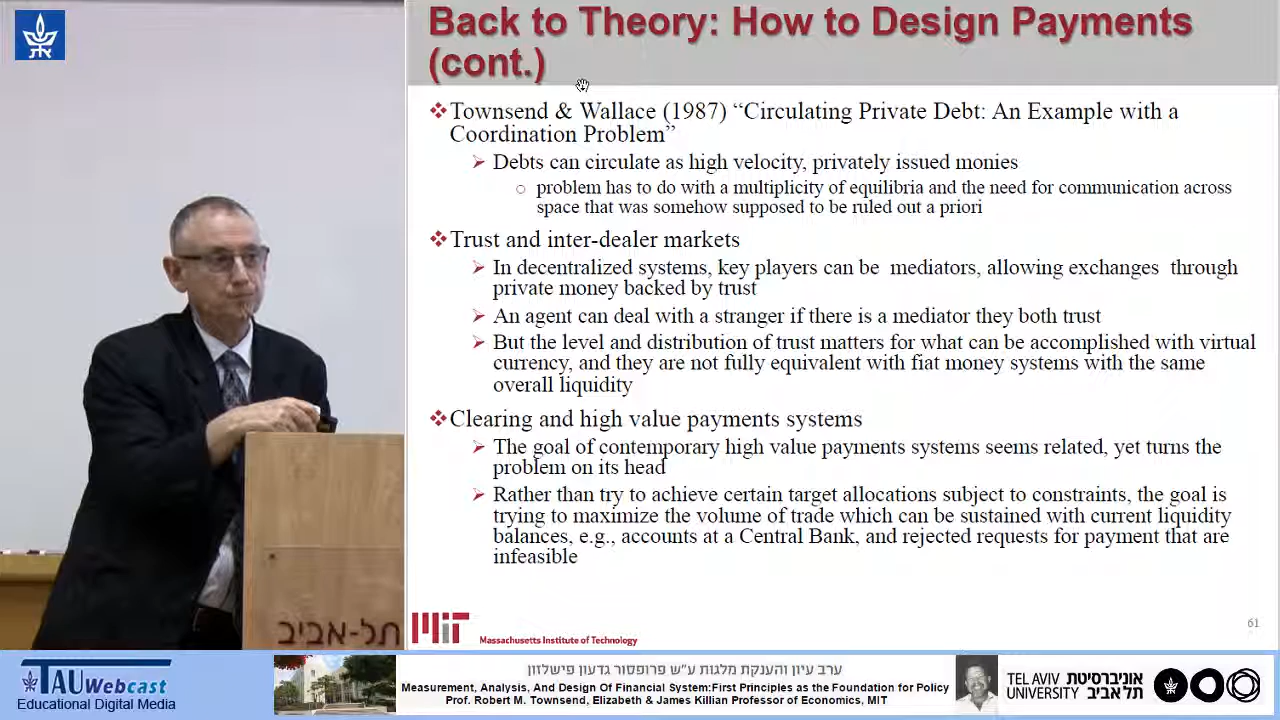 Back to Theory: How to Design Payments
(cont.)
❖Townsend & Wallace (1987) “Circulating Private Debt: An Example with a
Coordination Problem”
➢ Debts can circulate as high velocity, privately issued monies
○ problem has to do with a multiplicity of equilibria and the need for communication across
space that was somehow supposed to be ruled out a priori
❖Trust and inter-dealer markets
➢ In decentralized systems, key players can be mediators, allowing exchanges through
private money backed by trust
➢ An agent can deal with a stranger if there is a mediator they both trust
➢ But the level and distribution of trust matters for what can be accomplished with virtual
currency, and they are not fully equivalent with fiat money systems with the same
overall liquidity
❖Clearing and high value payments systems
➢ The goal of contemporary high value payments systems seems related, yet turns the
problem on its head
➢ Rather than try to achieve certain target allocations subject to constraints, the goal is
trying to maximize the volume of trade which can be sustained with current liquidity
balances, e.g., accounts at a Central Bank, and rejected requests for payment that are
infeasible
MIT
Massachusetts Institute of Technology
61
תל-אביב
TAU Webcast
Educational Digital Media
ערב עיון והענקת מלגות ע"ש פרופסור גדעון פישלזון
Measurement, Analysis, And Design Of Financial System:First Principles as the Foundation for Policy
Prof. Robert M. Townsend, Elizabeth & James Killian Professor of Economics, MIT
TEL AVIV אוניברסיטת
UNIVERSITY תל אביב